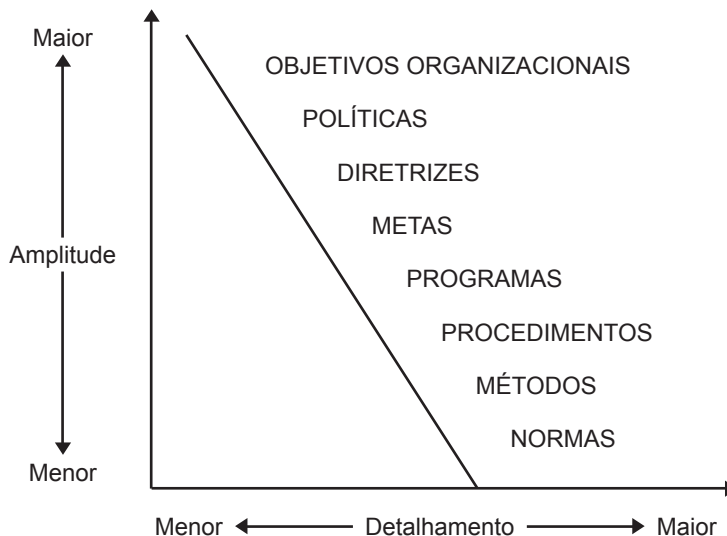 Maior
OBJETIVOS ORGANIZACIONAIS
POLÍTICAS
DIRETRIZES
METAS
Amplitude
PROGRAMAS
PROCEDIMENTOS
MÉTODOS
NORMAS
Menor
Menor Detalhamento Maior